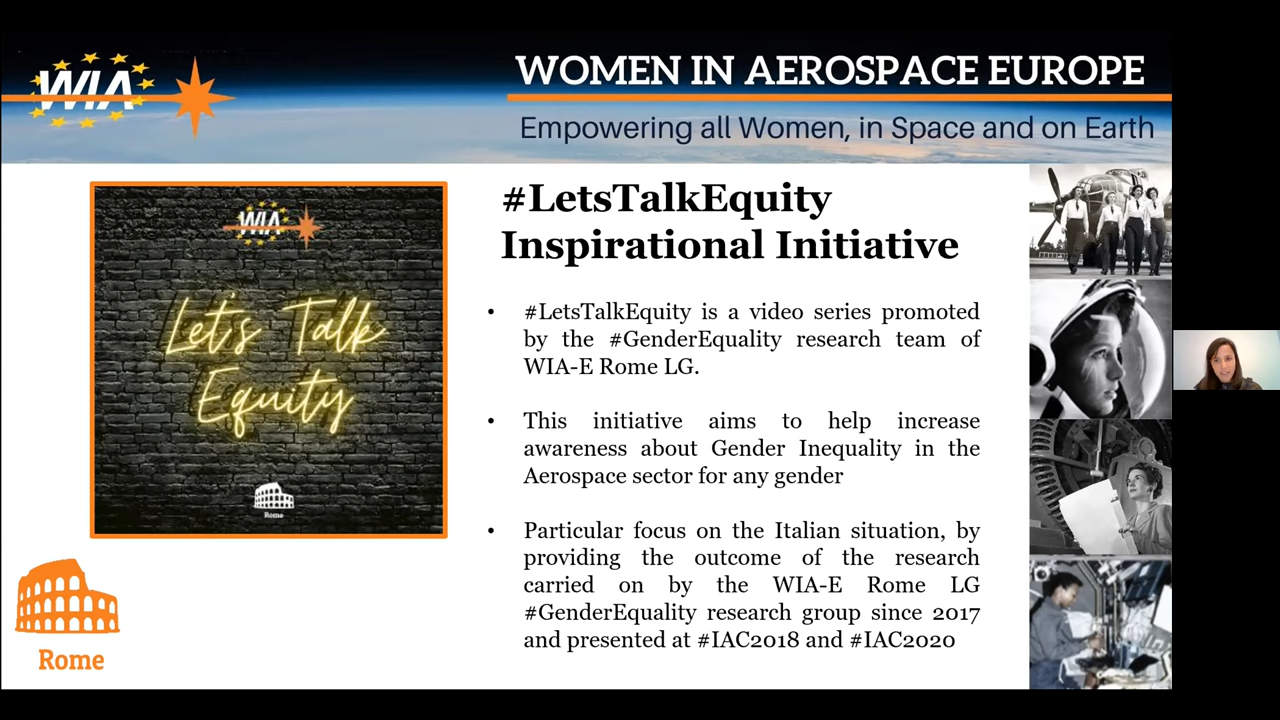 WIA
WOMEN IN AEROSPACE EUROPE
Empowering all Women, in Space and on Earth
WIA
Let's Talk
Equity
Rome
Rome
#LetsTalkEquity
Inspirational Initiative
• #LetsTalkEquity is a video series promoted
by the #GenderEquality research team of
WIA-E Rome LG.
• This initiative aims to help increase
awareness about Gender Inequality in the
Aerospace sector for any gender
• Particular focus on the Italian situation, by
providing the outcome of the research
carried on by the WIA-E Rome LG
#GenderEquality research group since 2017
and presented at #IAC2018 and #IAC2020